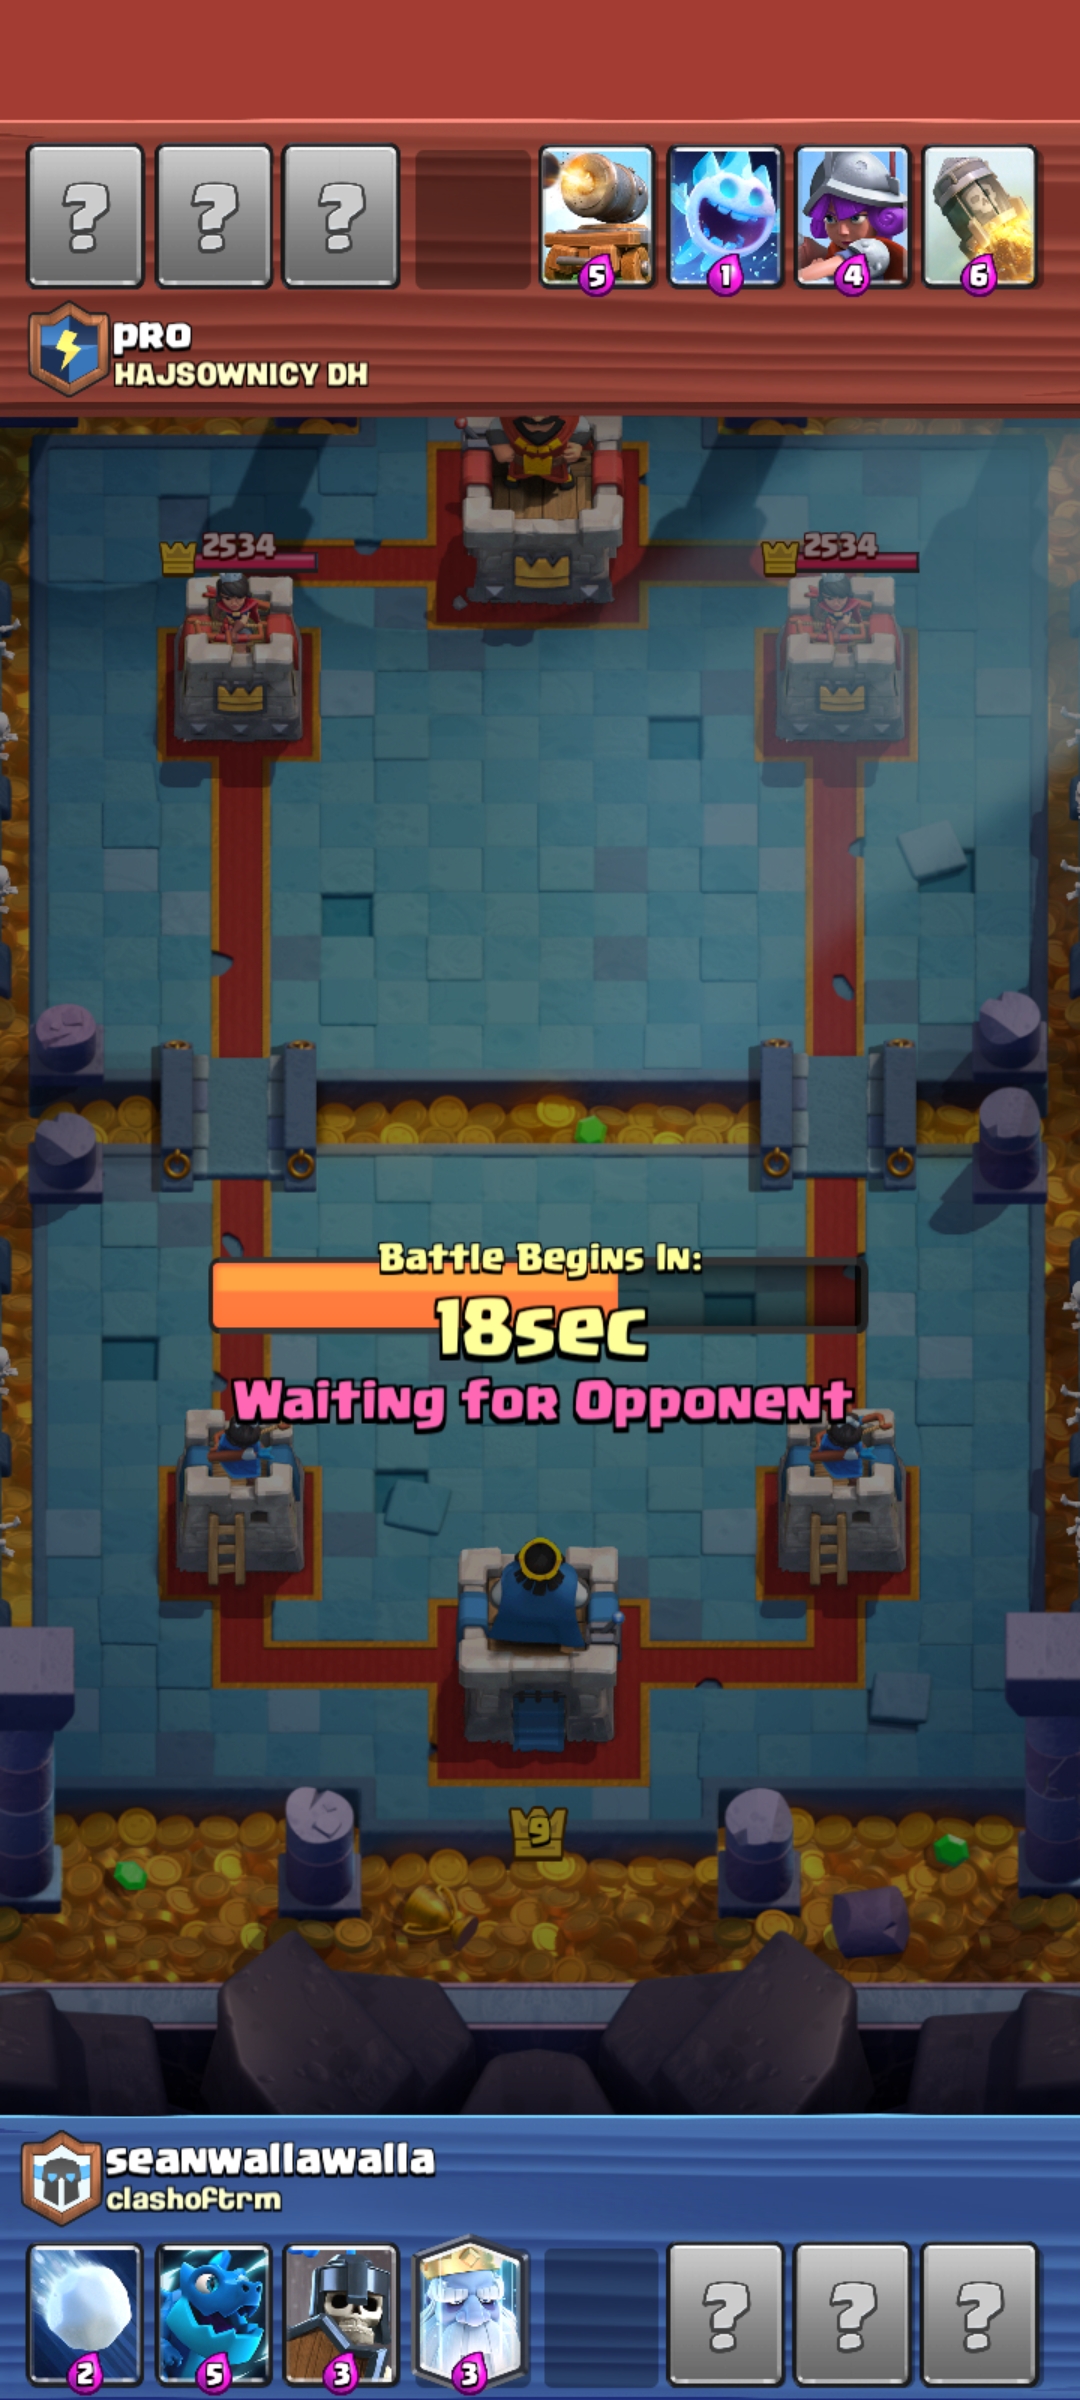 ? ? ? 5 1 4 6
PRO
HAJSOWNICY DH
2534 2534
Battle Begins In:
18sec
Waiting for Opponent
9
seanwallawalla
clashoftrm
2 5 3 3 ? ? ?